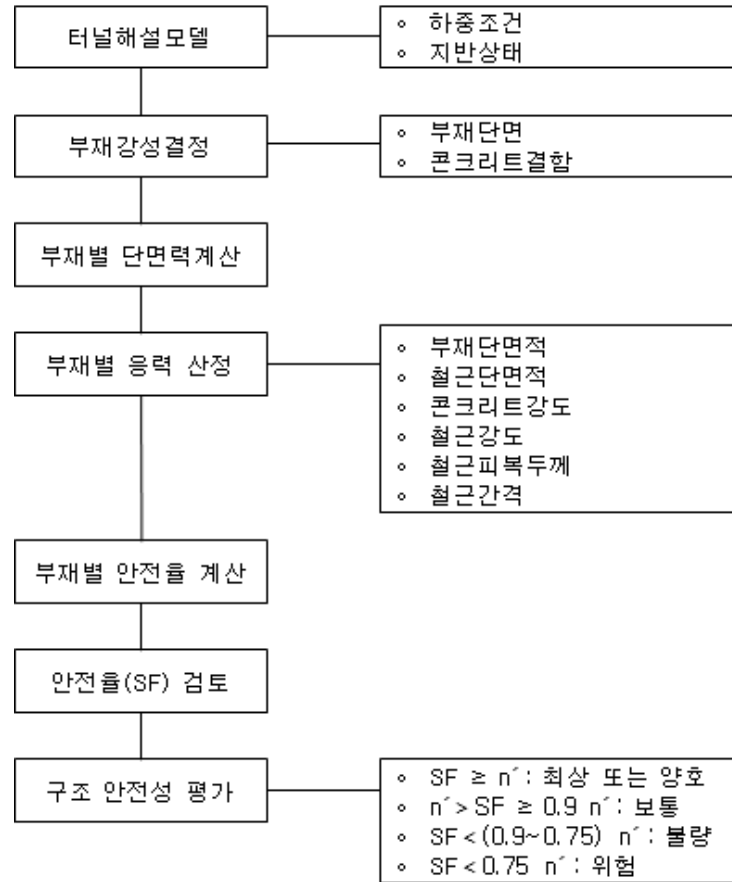 터널해설모델
◦ 하중조건
◦ 지반상태
부재강성결정
◦ 부재단면
◦ 콘크리트결함
부재별 단면력계산
부재별 응력 산정
◦ 부재단면적
◦ 철근단면적
◦ 콘크리트강도
◦ 철근강도
◦ 철근피복두께
◦ 철근간격
부재별 안전율 계산
안전율(SF) 검토
구조 안전성 평가
◦ SF ≥ n´: 최상 또는 양호
◦ n´>SF ≥ 0.9 n´: 보통
◦ SF<(0.9~0.75) n´: 불량
◦ SF<0.75 n´: 위험